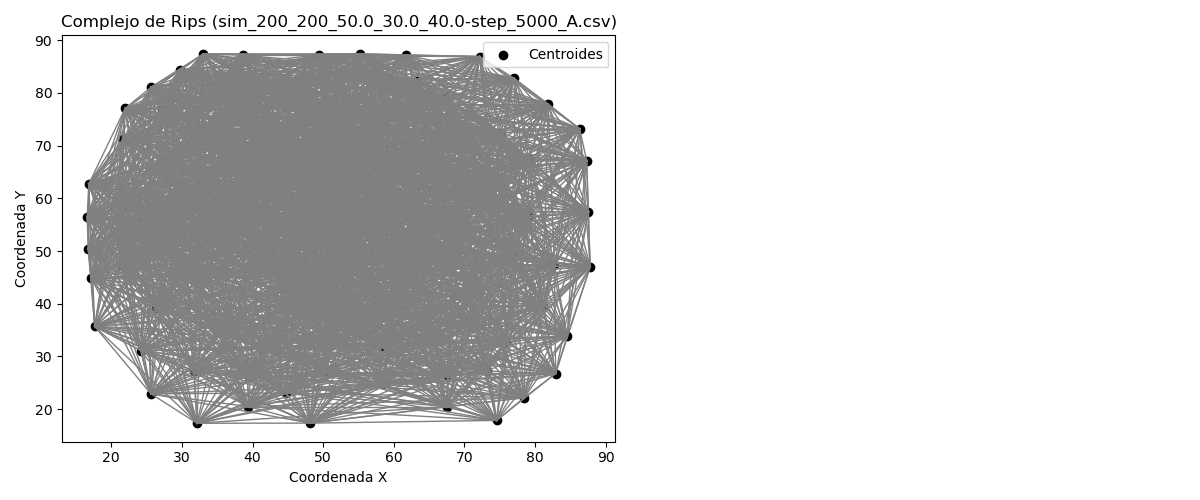 Complejo de Rips (sim_200_200_50.0_30.0_40.0-step_5000_A.csv)
90
80
70
60
50
40
30
20
Coordenada Y
Centroides
20 30 40 50 60 70 80 90
Coordenada X